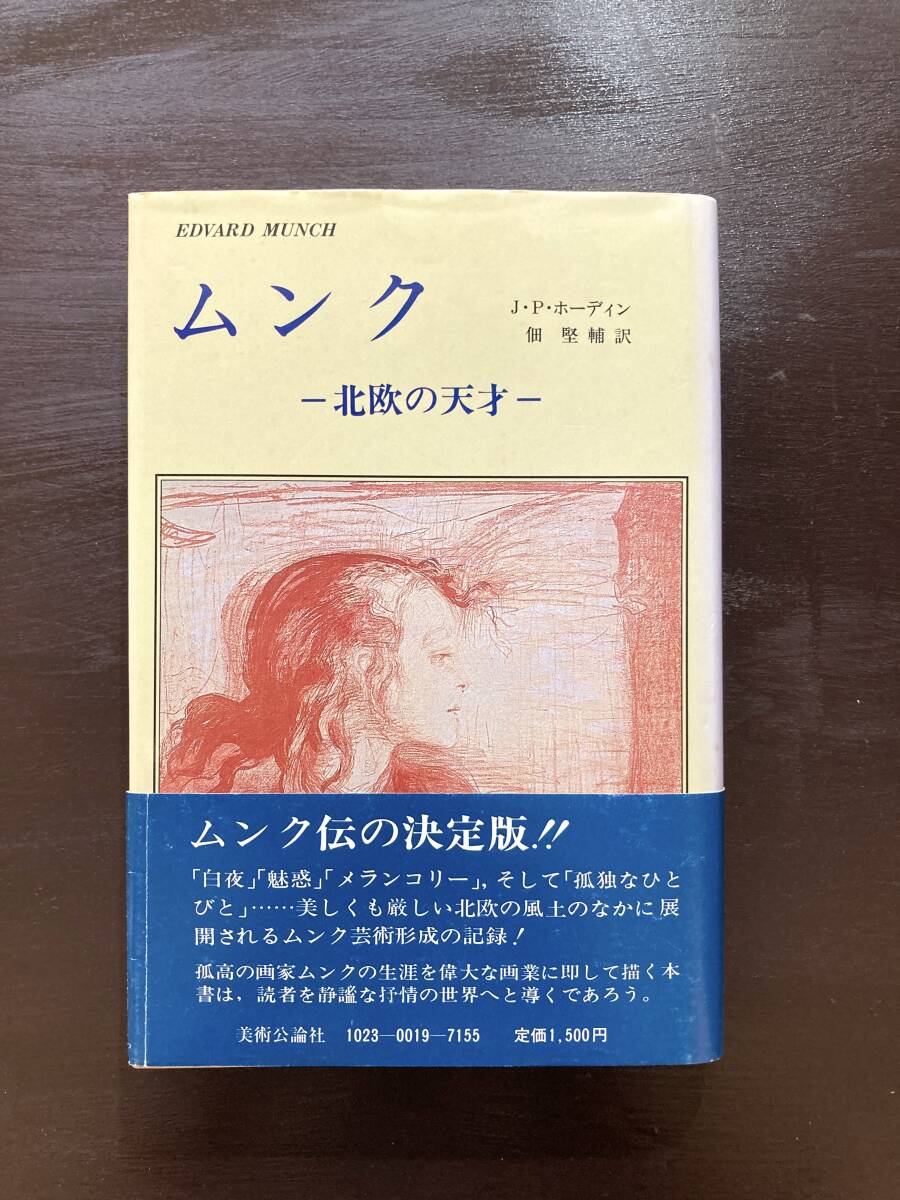 EDVARD MUNCH
ムンク
J・P・ホーディン
佃 堅輔訳
－北欧の天才－
ムンク伝の決定版!!
「白夜」「魅惑」「メランコリー」，そして「孤独なひと
びと」……美しくも厳しい北欧の風土のなかに展
開されるムンク芸術形成の記録！
孤高の画家ムンクの生涯を偉大な画業に即して描く本
書は，読者を静謐な抒情の世界へと導くであろう。
美術公論社 1023—0019—7155 定価1,500円